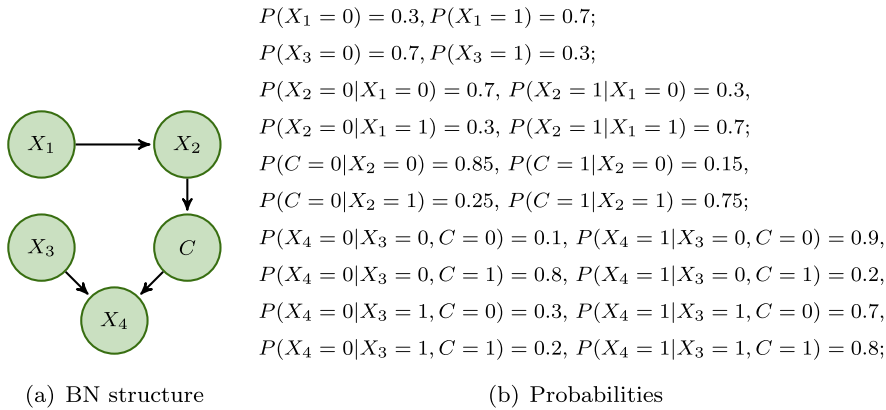 P(X₁ = 0) = 0.3, P(X₁ = 1) = 0.7;
P(X₃ = 0) = 0.7, P(X₃ = 1) = 0.3;
P(X₂ = 0|X₁ = 0) = 0.7, P(X₂ = 1|X₁ = 0) = 0.3,
P(X₂ = 0|X₁ = 1) = 0.3, P(X₂ = 1|X₁ = 1) = 0.7;
P(C = 0|X₂ = 0) = 0.85, P(C = 1|X₂ = 0) = 0.15,
P(C = 0|X₂ = 1) = 0.25, P(C = 1|X₂ = 1) = 0.75;
P(X₄ = 0|X₃ = 0, C = 0) = 0.1, P(X₄ = 1|X₃ = 0, C = 0) = 0.9,
P(X₄ = 0|X₃ = 0, C = 1) = 0.8, P(X₄ = 1|X₃ = 0, C = 1) = 0.2,
P(X₄ = 0|X₃ = 1, C = 0) = 0.3, P(X₄ = 1|X₃ = 1, C = 0) = 0.7,
P(X₄ = 0|X₃ = 1, C = 1) = 0.2, P(X₄ = 1|X₃ = 1, C = 1) = 0.8;
X₁ X₂
X₃ C
X₄
(a) BN structure
(b) Probabilities